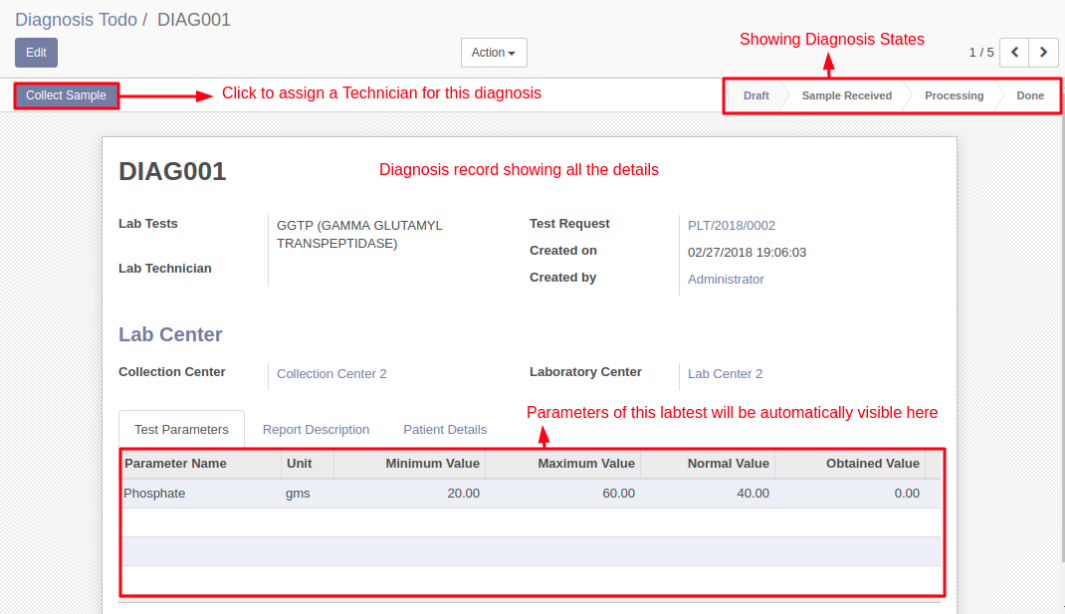 Diagnosis Todo / DIAG001
Edit
Action
Showing Diagnosis States
1 / 5
Collect Sample
Click to assign a Technician for this diagnosis
Draft Sample Received Processing Done
DIAG001
Diagnosis record showing all the details
Lab Tests GGTP (GAMMA GLUTAMYL
TRANSPEPTIDASE)
Lab Technician
Test Request PLT/2018/0002
Created on 02/27/2018 19:06:03
Created by Administrator
Lab Center
Collection Center Collection Center 2
Laboratory Center Lab Center 2
Parameters of this labtest will be automatically visible here
Test Parameters Report Description Patient Details
Parameter Name Unit Minimum Value Maximum Value Normal Value Obtained Value
Phosphate gms 20.00 60.00 40.00 0.00